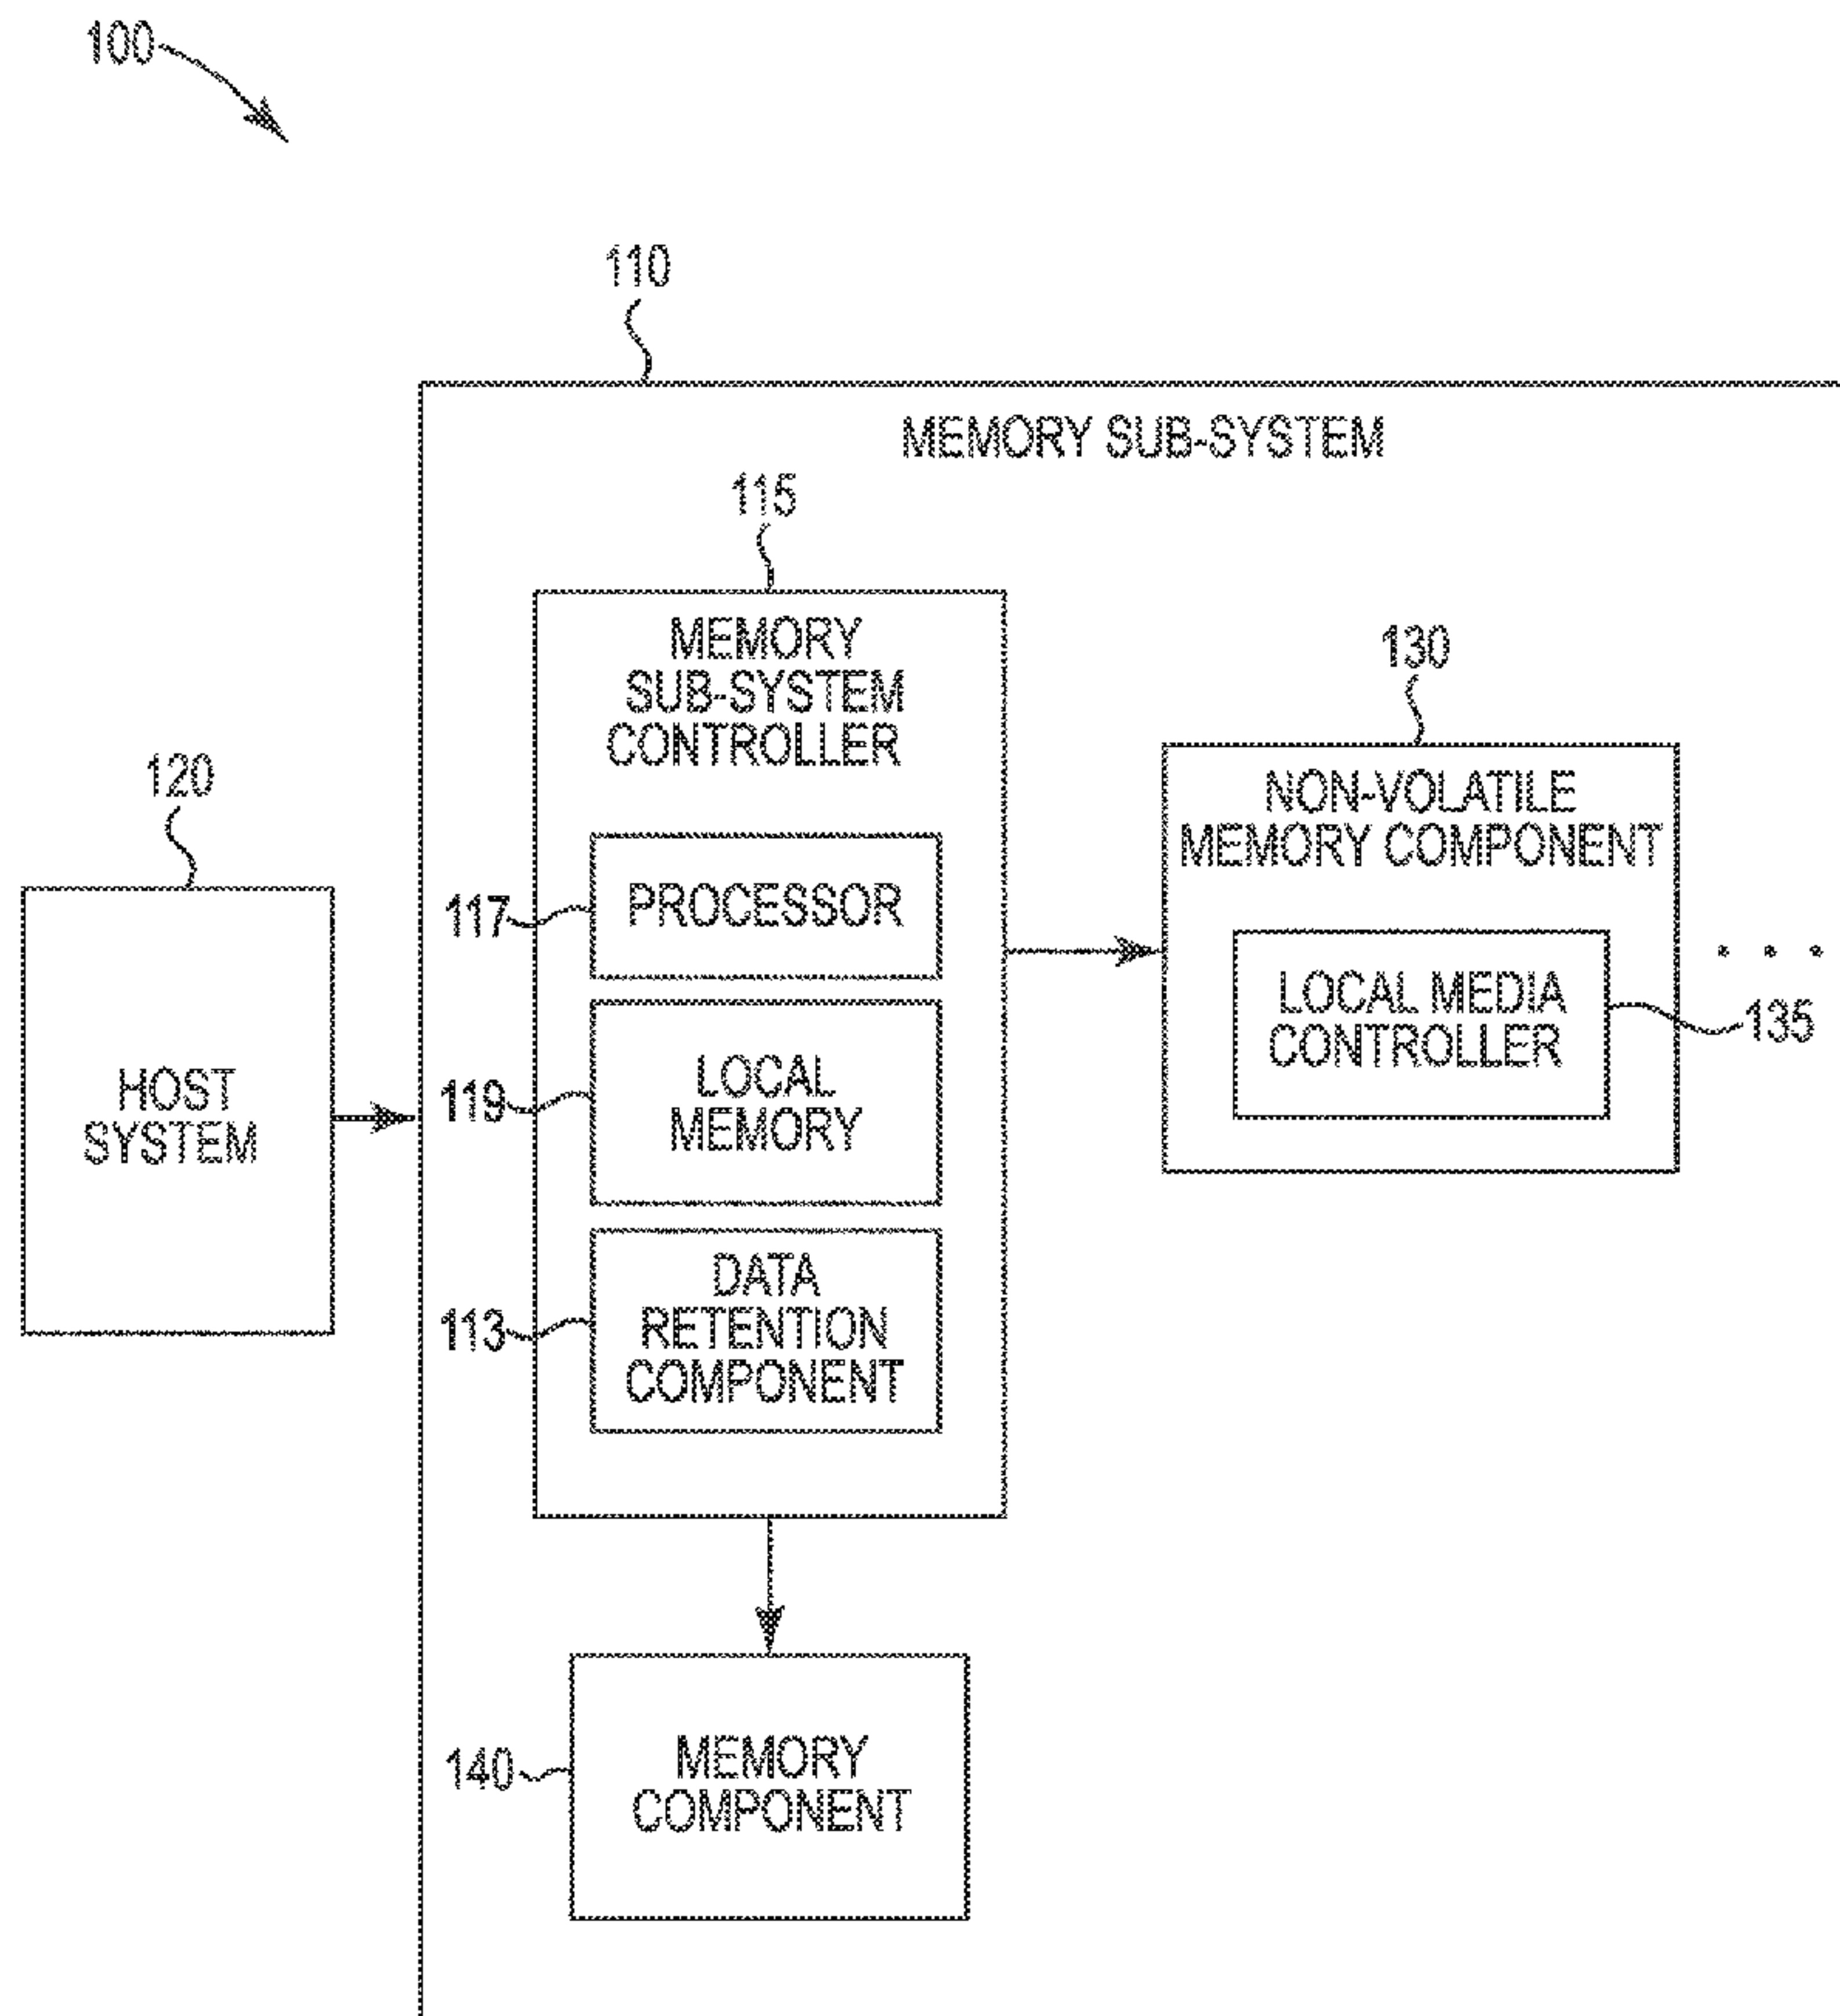 100
110
MEMORY SUB-SYSTEM
115
MEMORY
SUB-SYSTEM
CONTROLLER
130
NON-VOLATILE
MEMORY COMPONENT
120
117
PROCESSOR
LOCAL MEDIA
CONTROLLER
135
. . .
HOST
SYSTEM
119
LOCAL
MEMORY
113
DATA
RETENTION
COMPONENT
140
MEMORY
COMPONENT